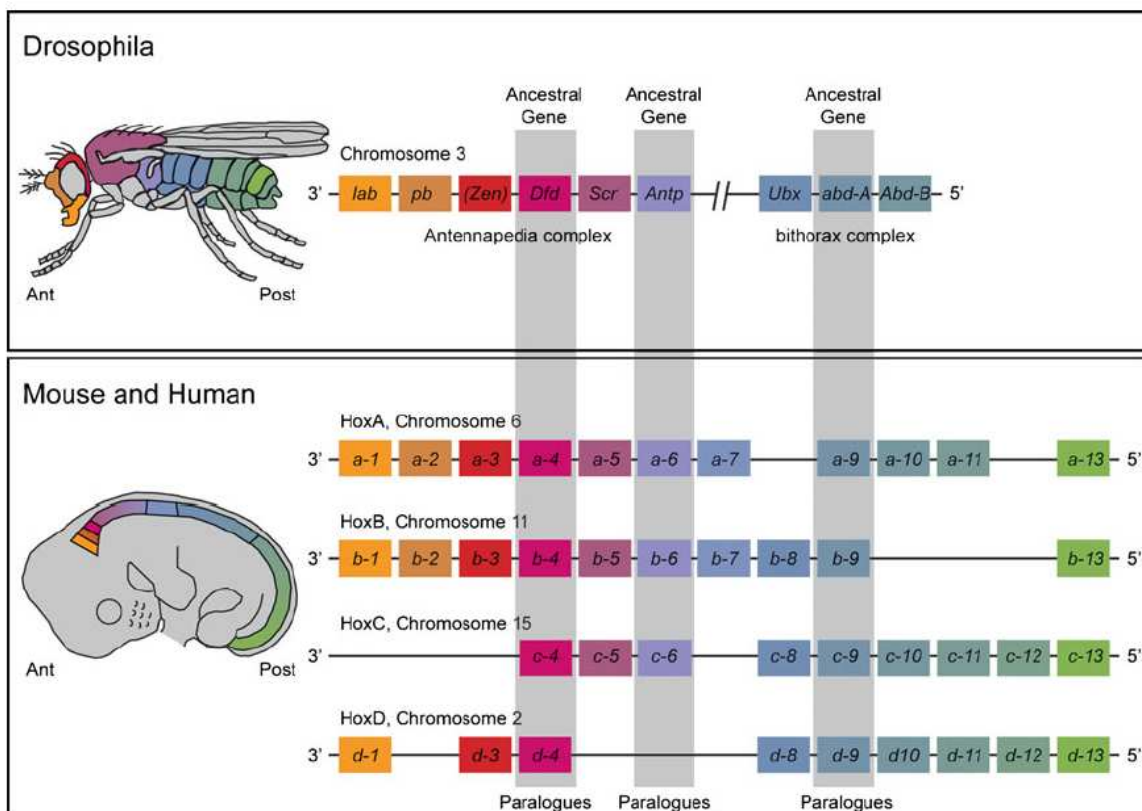 Drosophila
Ancestral Gene
Ancestral Gene
Ancestral Gene
Chromosome 3
3' lab pb (Zen) Dfd Scr Antp // Ubx abd-A Abd-B 5'
Antennapedia complex
bithorax complex
Ant
Post
Mouse and Human
HoxA, Chromosome 6
3' a-1 a-2 a-3 a-4 a-5 a-6 a-7 a-9 a-10 a-11 a-13 5'
HoxB, Chromosome 11
3' b-1 b-2 b-3 b-4 b-5 b-6 b-7 b-8 b-9 b-13 5'
HoxC, Chromosome 15
3' c-4 c-5 c-6 c-8 c-9 c-10 c-11 c-12 c-13 5'
Ant
Post
HoxD, Chromosome 2
3' d-1 d-3 d-4 d-8 d-9 d10 d-11 d-12 d-13 5'
Paralogues
Paralogues
Paralogues